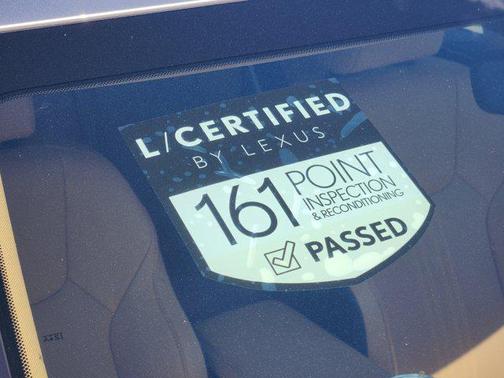 L/CERTIFIED
BY LEXUS
161 POINT
INSPECTION
& RECONDITIONING
PASSED